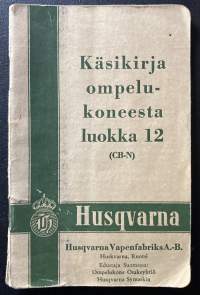 Käsikirja
ompelu-
koneesta
luokka 12
(CB-N)
Husqvarna
Husqvarna Vapenfabriks A.-B.
Huskvarna, Ruotsi
Edustaja Suomessa:
Ompelukone Osakeyhtiö
Husqvarna Symaskin